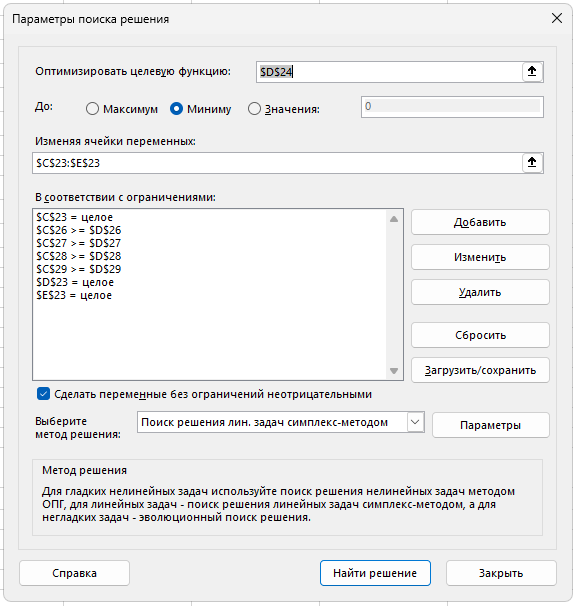 Параметры поиска решения
Оптимизировать целевую функцию: $D$24
До: Максимум Миниму Значения: 0
Изменяя ячейки переменных:
$C$23:$E$23
В соответствии с ограничениями:
$C$23 = целое
$C$26 >= $D$26
$C$27 >= $D$27
$C$28 >= $D$28
$C$29 >= $D$29
$D$23 = целое
$E$23 = целое
Добавить
Изменить
Удалить
Сбросить
Загрузить/сохранить
Сделать переменные без ограничений неотрицательными
Выберите
метод решения:
Поиск решения лин. задач симплекс-методом
Параметры
Метод решения
Для гладких нелинейных задач используйте поиск решения нелинейных задач методом
ОПГ, для линейных задач - поиск решения линейных задач симплекс-методом, а для
негладких задач - эволюционный поиск решения.
Справка
Найти решение
Закрыть